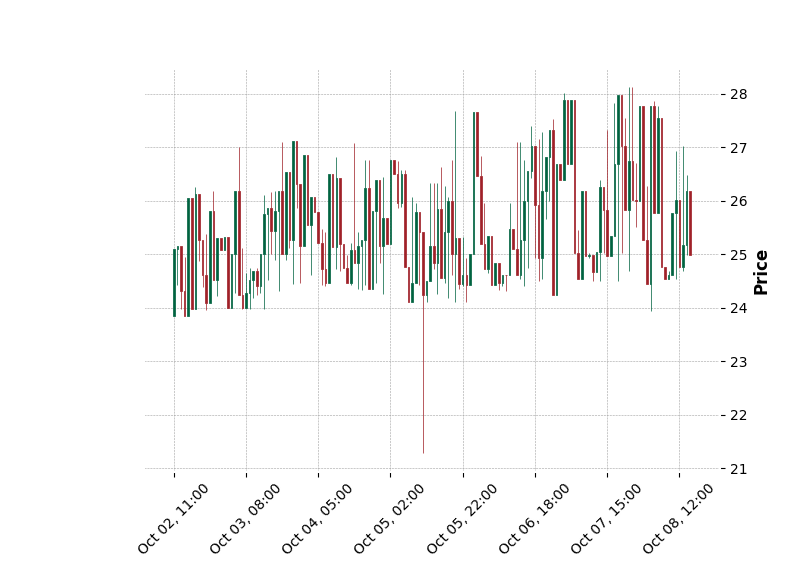 28
27
26
25
24
23
22
21
Price
Oct 02, 11:00
Oct 03, 08:00
Oct 04, 05:00
Oct 05, 02:00
Oct 05, 22:00
Oct 06, 18:00
Oct 07, 15:00
Oct 08, 12:00